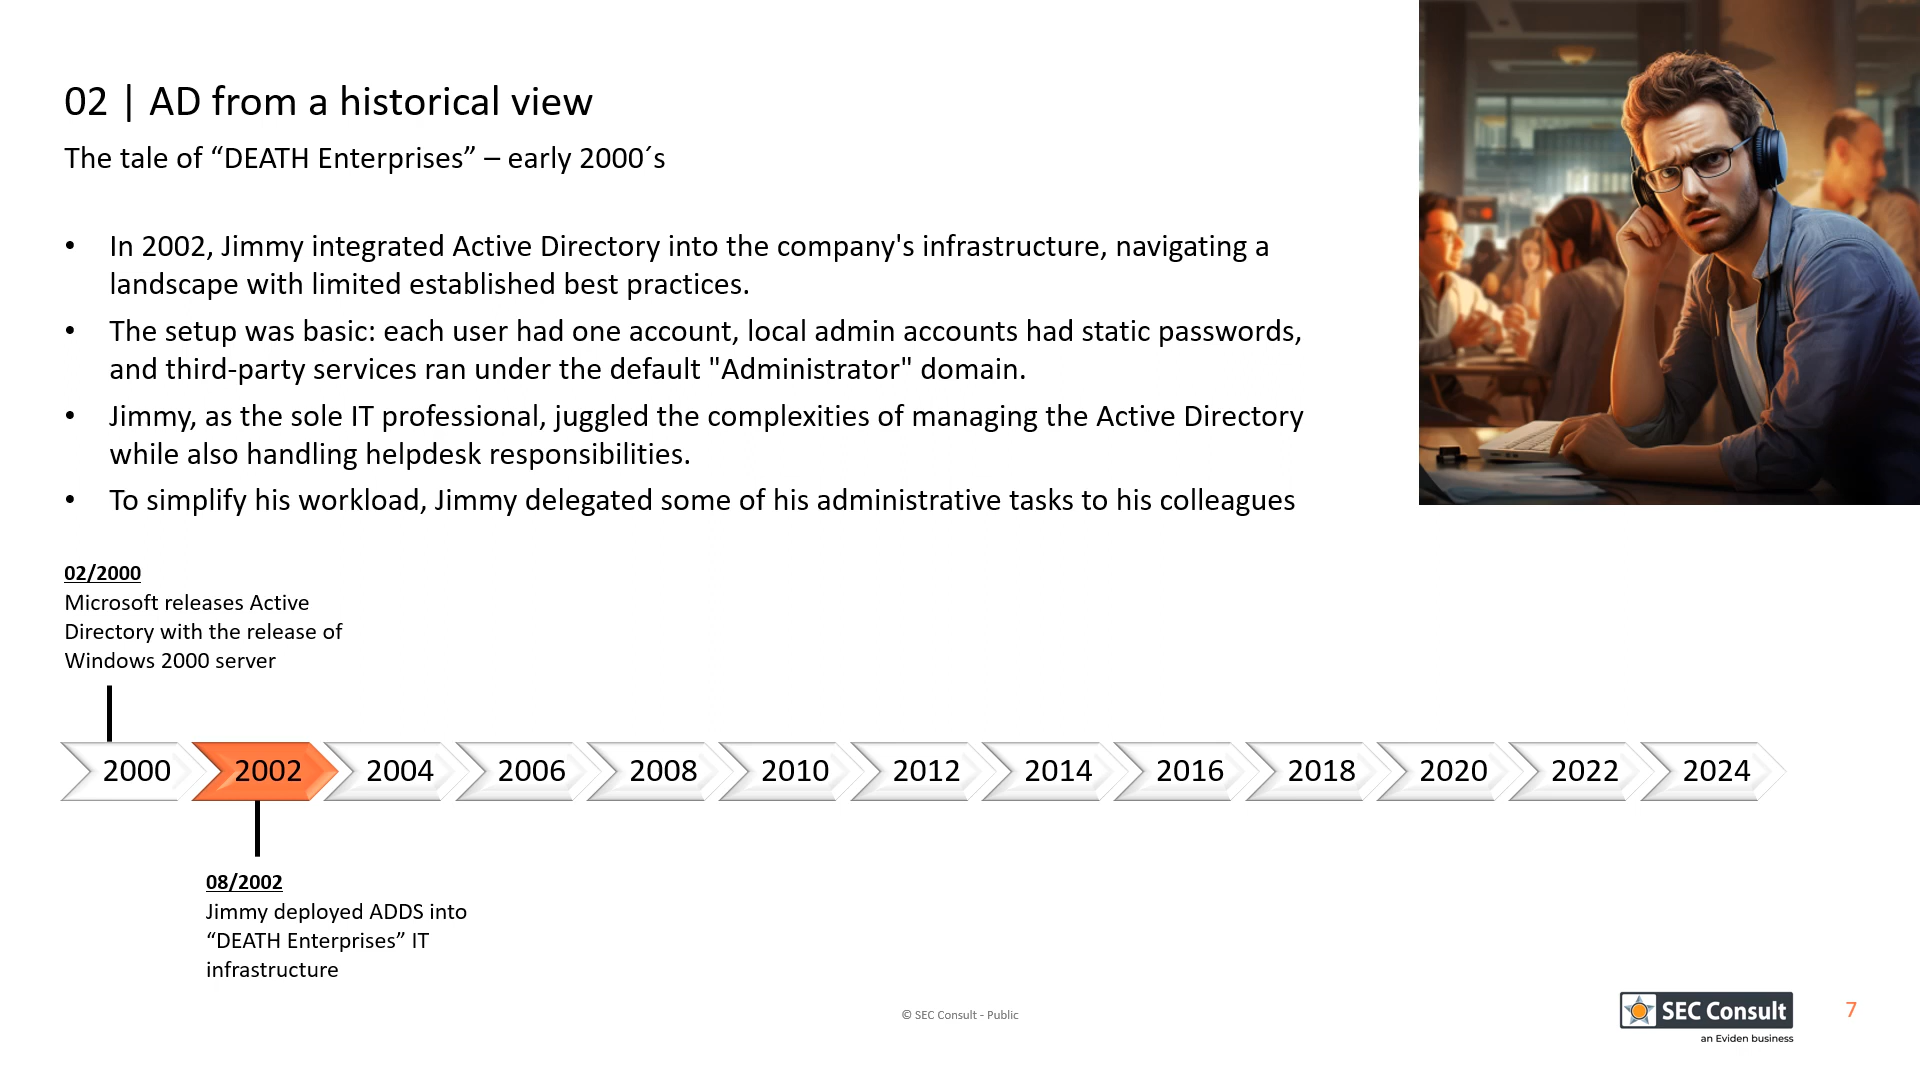 02 | AD from a historical view
The tale of “DEATH Enterprises” – early 2000´s
• In 2002, Jimmy integrated Active Directory into the company's infrastructure, navigating a
landscape with limited established best practices.
• The setup was basic: each user had one account, local admin accounts had static passwords,
and third-party services ran under the default "Administrator" domain.
• Jimmy, as the sole IT professional, juggled the complexities of managing the Active Directory
while also handling helpdesk responsibilities.
• To simplify his workload, Jimmy delegated some of his administrative tasks to his colleagues
02/2000
Microsoft releases Active
Directory with the release of
Windows 2000 server
2000 2002 2004 2006 2008 2010 2012 2014 2016 2018 2020 2022 2024
08/2002
Jimmy deployed ADDS into
“DEATH Enterprises” IT
infrastructure
© SEC Consult - Public
SEC Consult
an Eviden business
7